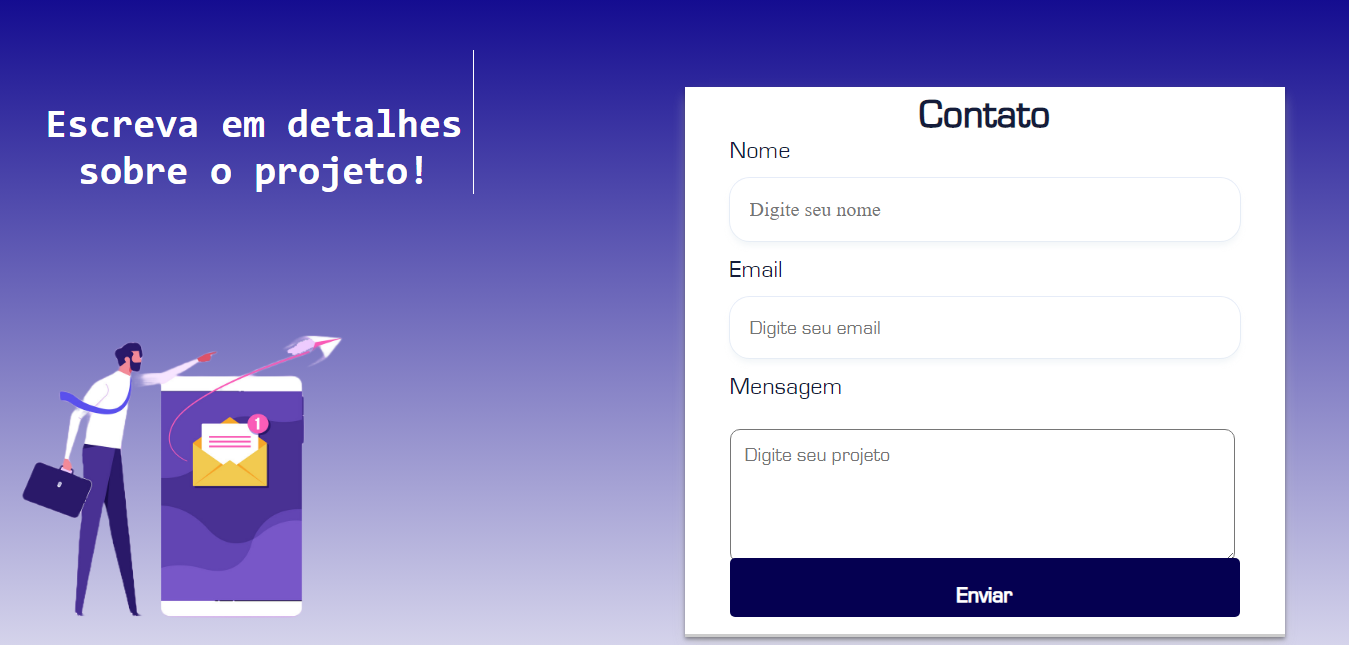 Escreva em detalhes
sobre o projeto!
1
Contato
Nome
Digite seu nome
Email
Digite seu email
Mensagem
Digite seu projeto
Enviar